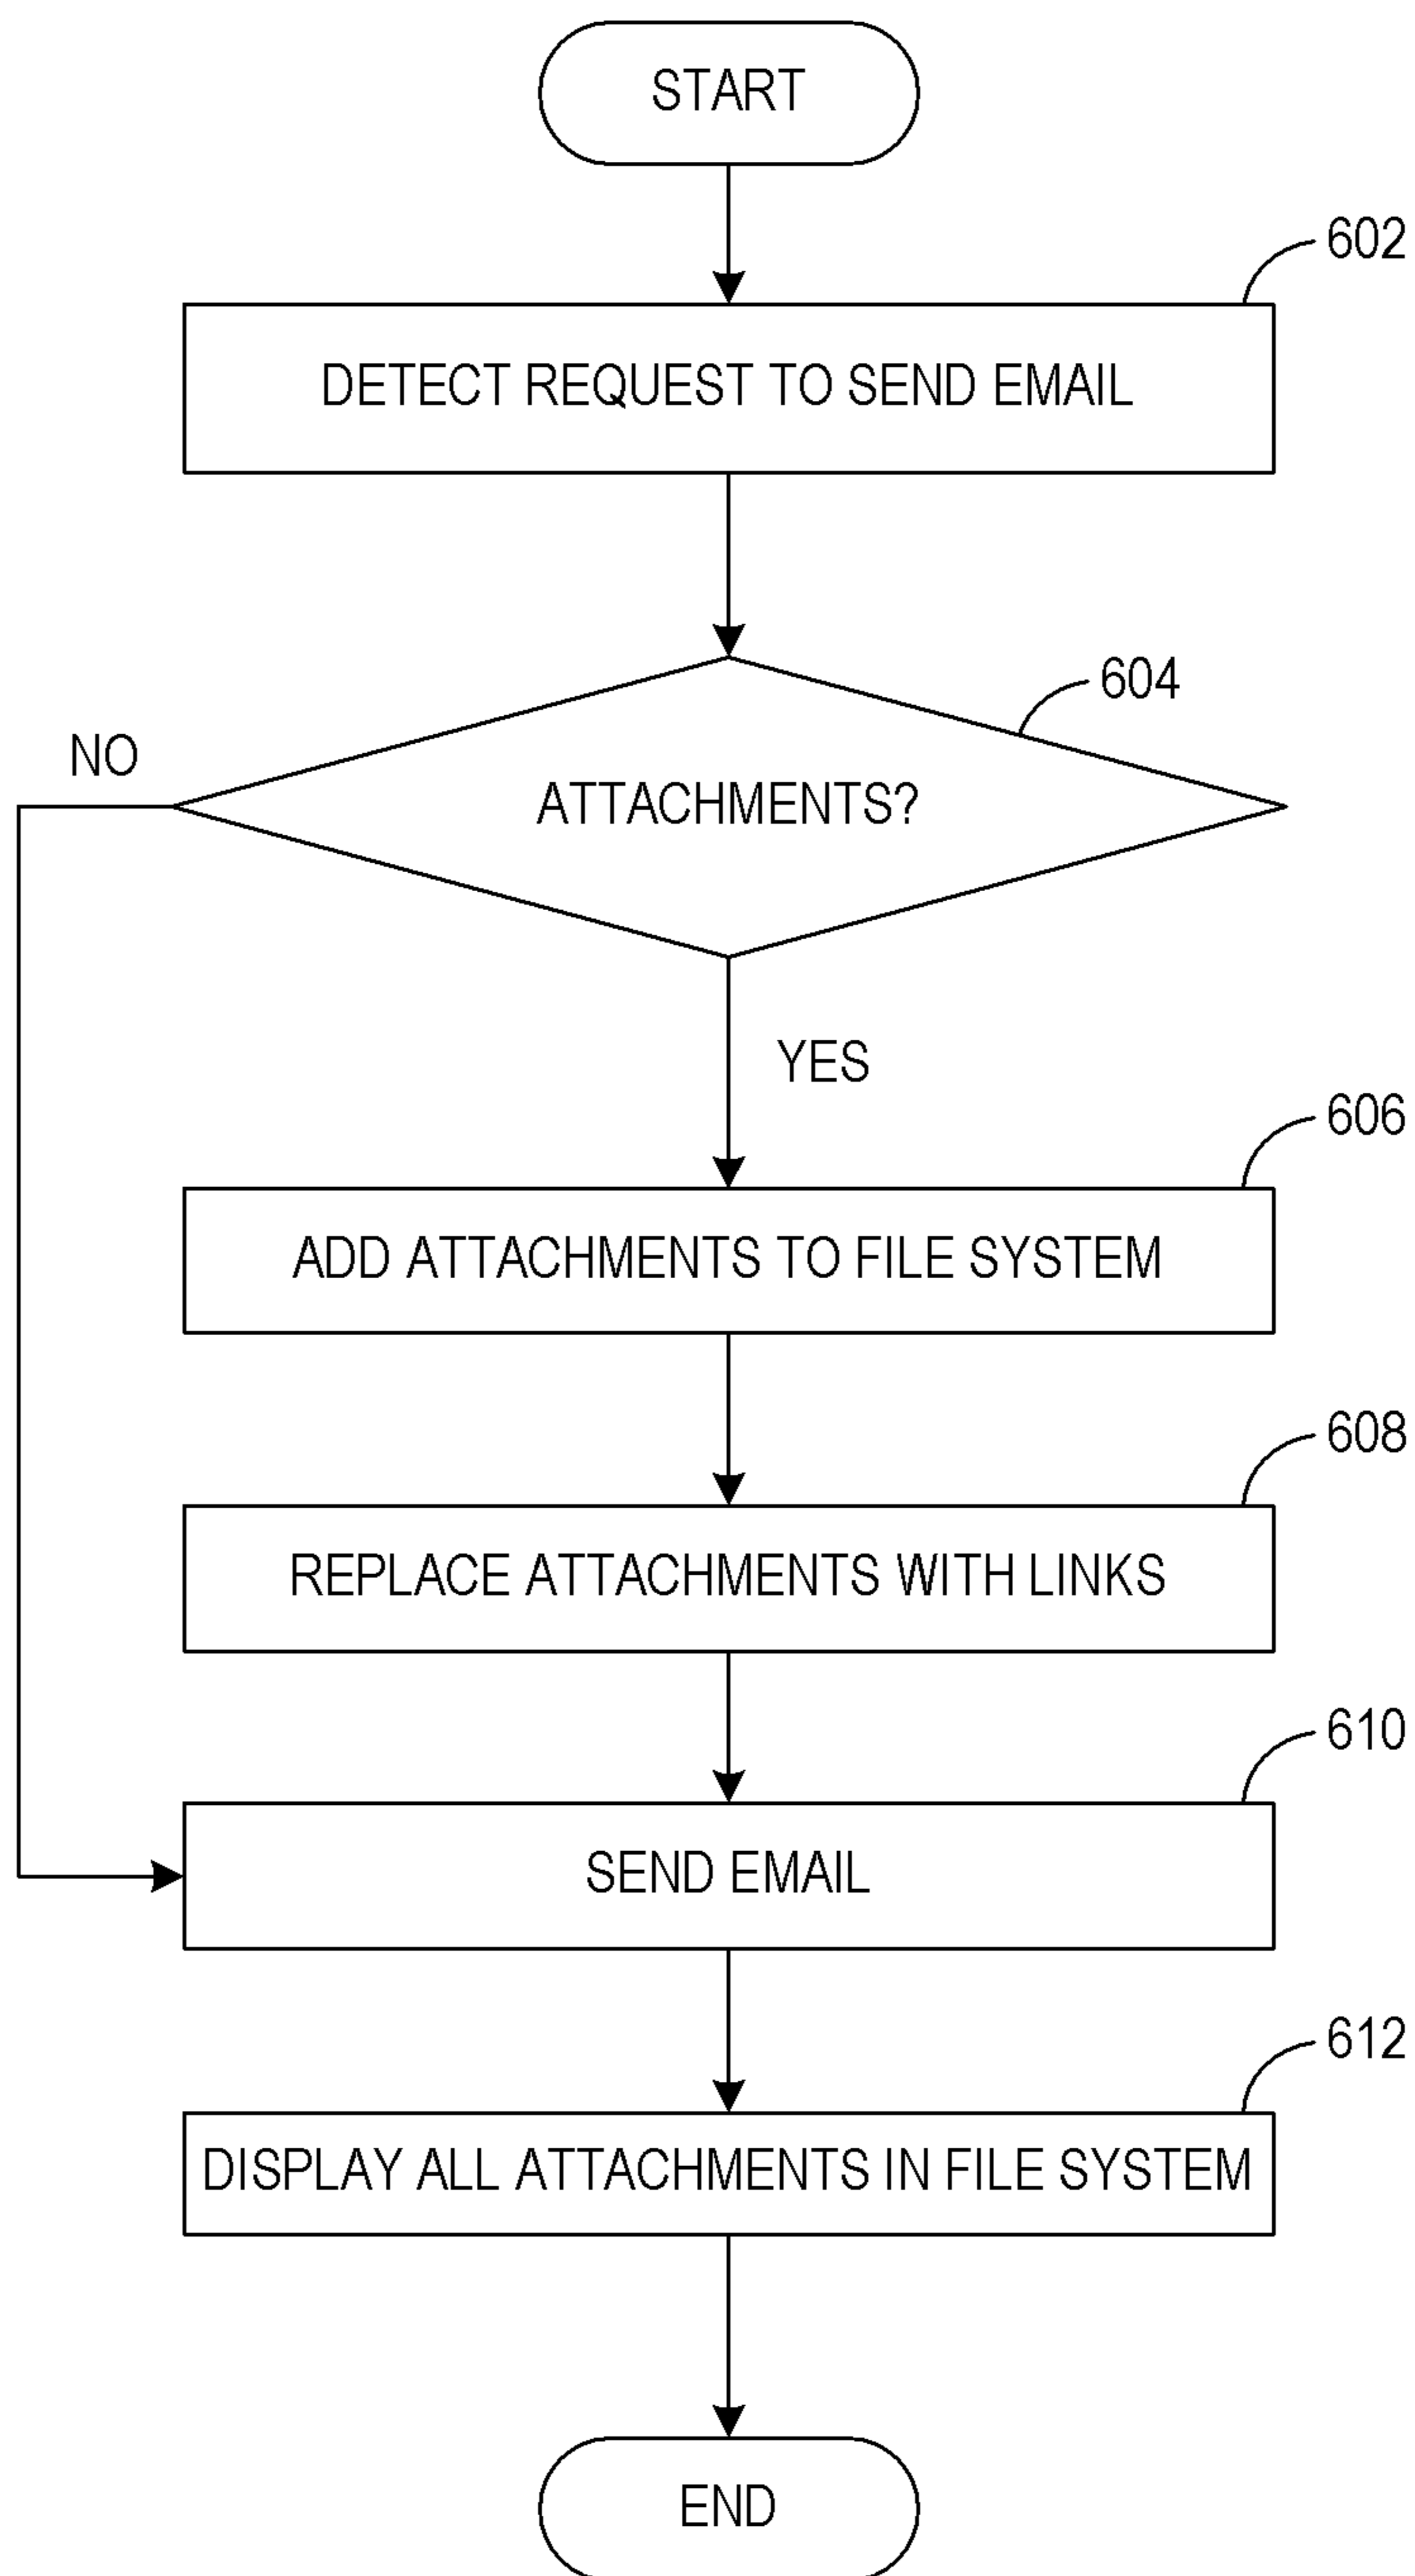 START
602
DETECT REQUEST TO SEND EMAIL
604
NO
ATTACHMENTS?
YES
606
ADD ATTACHMENTS TO FILE SYSTEM
608
REPLACE ATTACHMENTS WITH LINKS
610
SEND EMAIL
612
DISPLAY ALL ATTACHMENTS IN FILE SYSTEM
END